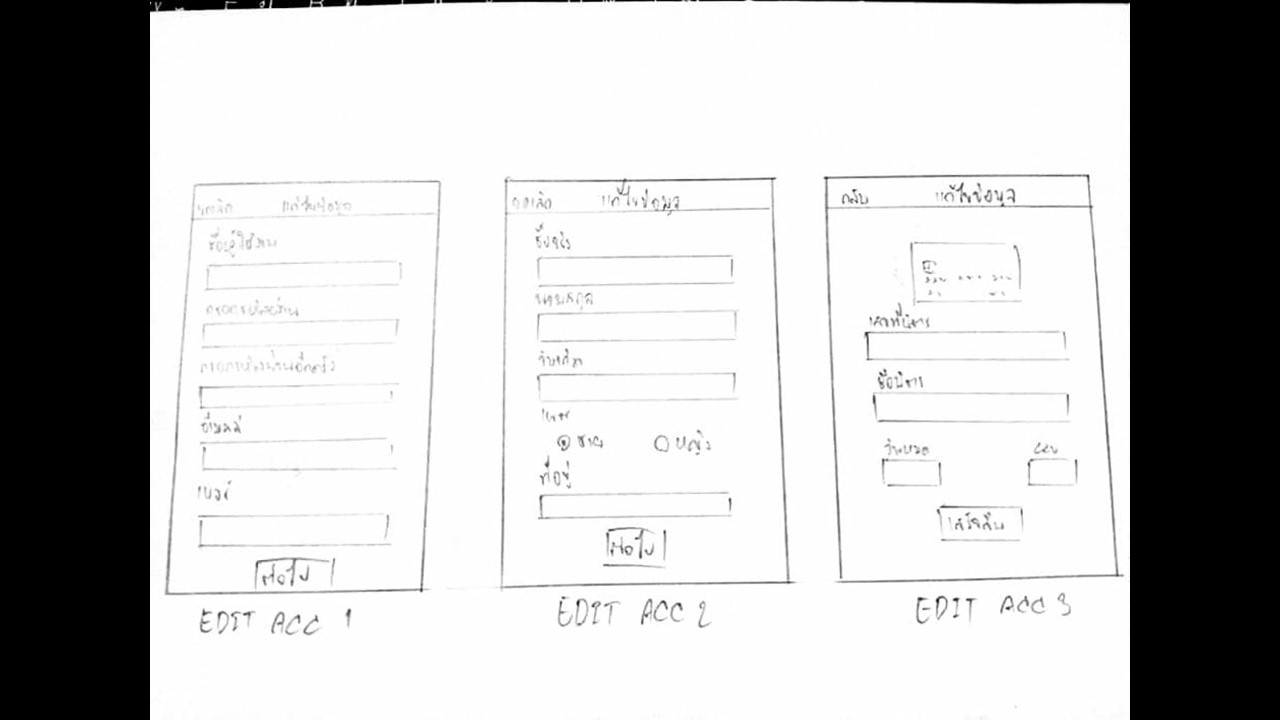 ยกเลิก แก้ไขข้อมูล
ชื่อผู้ใช้งาน
กรอกรหัสผ่าน
กรอกรหัสผ่านอีกครั้ง
อีเมลล์
เบอร์
ต่อไป
EDIT ACC 1
ยกเลิก แก้ไขข้อมูล
ชื่อจริง
นามสกุล
วันเกิด
เพศ
ชาย หญิง
ที่อยู่
ต่อไป
EDIT ACC 2
กลับ แก้ไขข้อมูล
เลขที่บัตร
ชื่อบัตร
วันหมด
เสร็จสิ้น
EDIT ACC 3